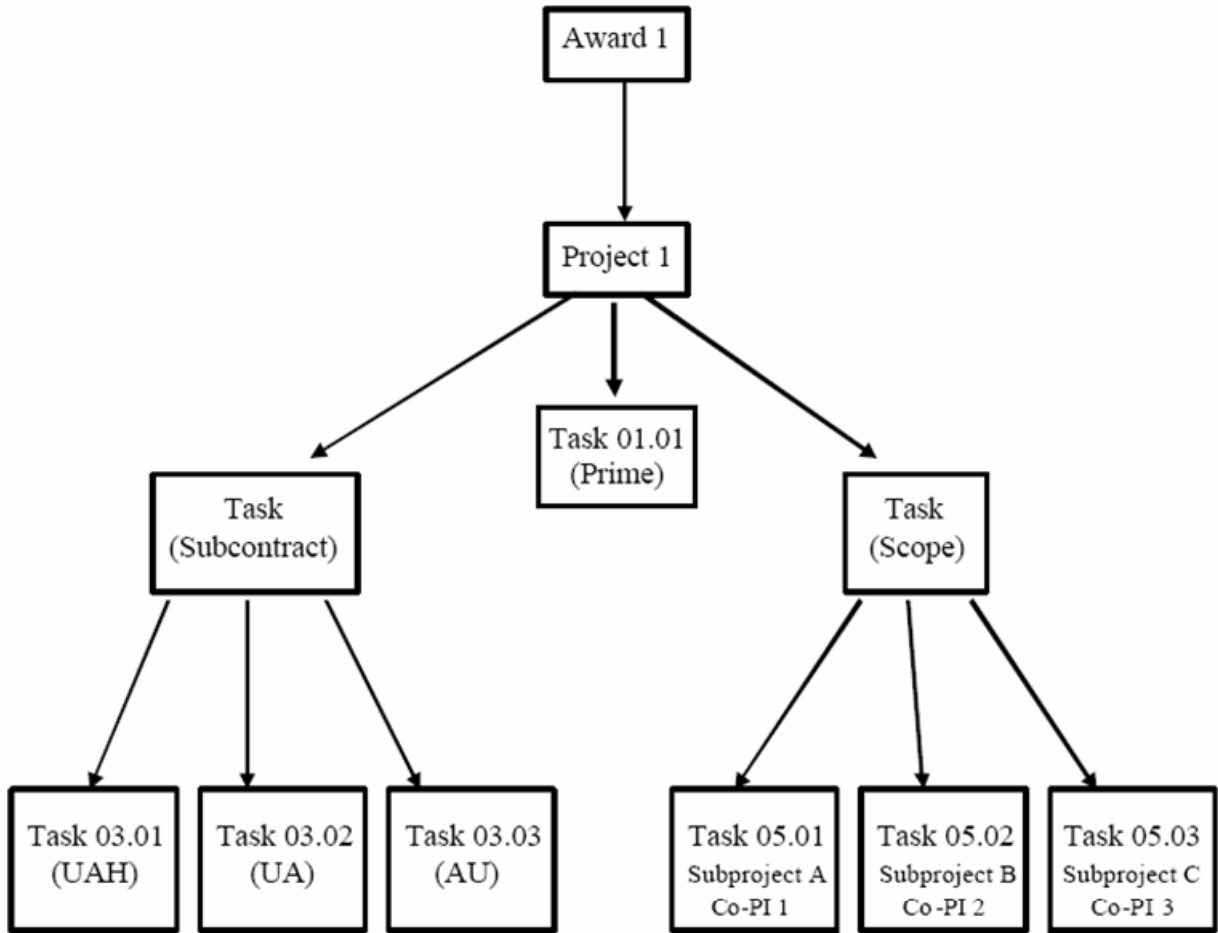 Award 1
Project 1
Task 01.01
(Prime)
Task
(Subcontract)
Task
(Scope)
Task 03.01
(UAH)
Task 03.02
(UA)
Task 03.03
(AU)
Task 05.01
Subproject A
Co-PI 1
Task 05.02
Subproject B
Co-PI 2
Task 05.03
Subproject C
Co-PI 3